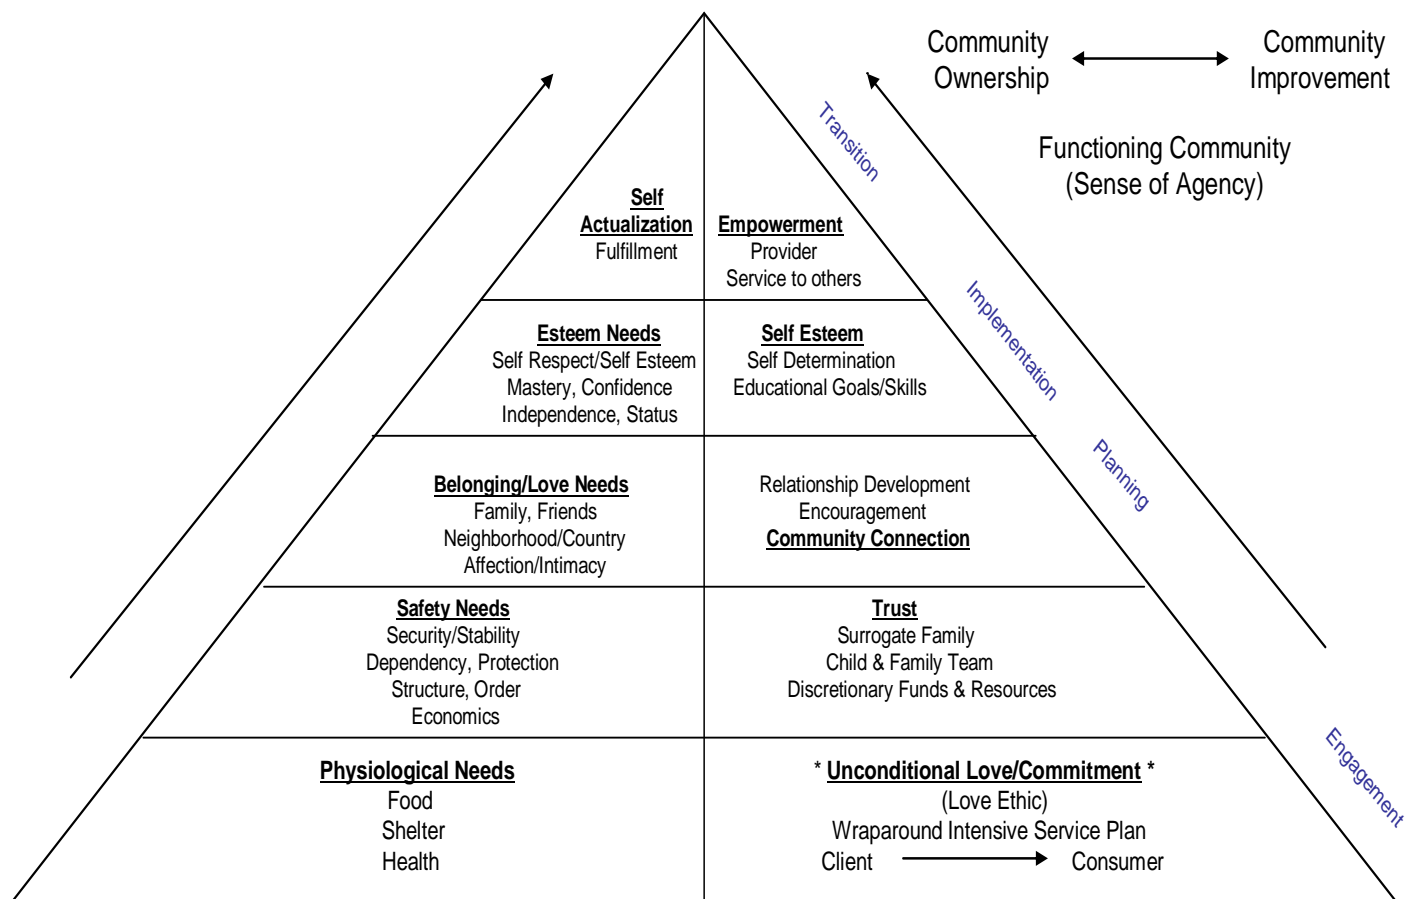 Community
Ownership
Community
Improvement
Functioning Community
(Sense of Agency)
Transition
Implementation
Planning
Engagement
Self
Actualization
Fulfillment
Empowerment
Provider
Service to others
Esteem Needs
Self Respect/Self Esteem
Mastery, Confidence
Independence, Status
Self Esteem
Self Determination
Educational Goals/Skills
Belonging/Love Needs
Family, Friends
Neighborhood/Country
Affection/Intimacy
Relationship Development
Encouragement
Community Connection
Safety Needs
Security/Stability
Dependency, Protection
Structure, Order
Economics
Trust
Surrogate Family
Child & Family Team
Discretionary Funds & Resources
Physiological Needs
Food
Shelter
Health
* Unconditional Love/Commitment *
(Love Ethic)
Wraparound Intensive Service Plan
Client Consumer